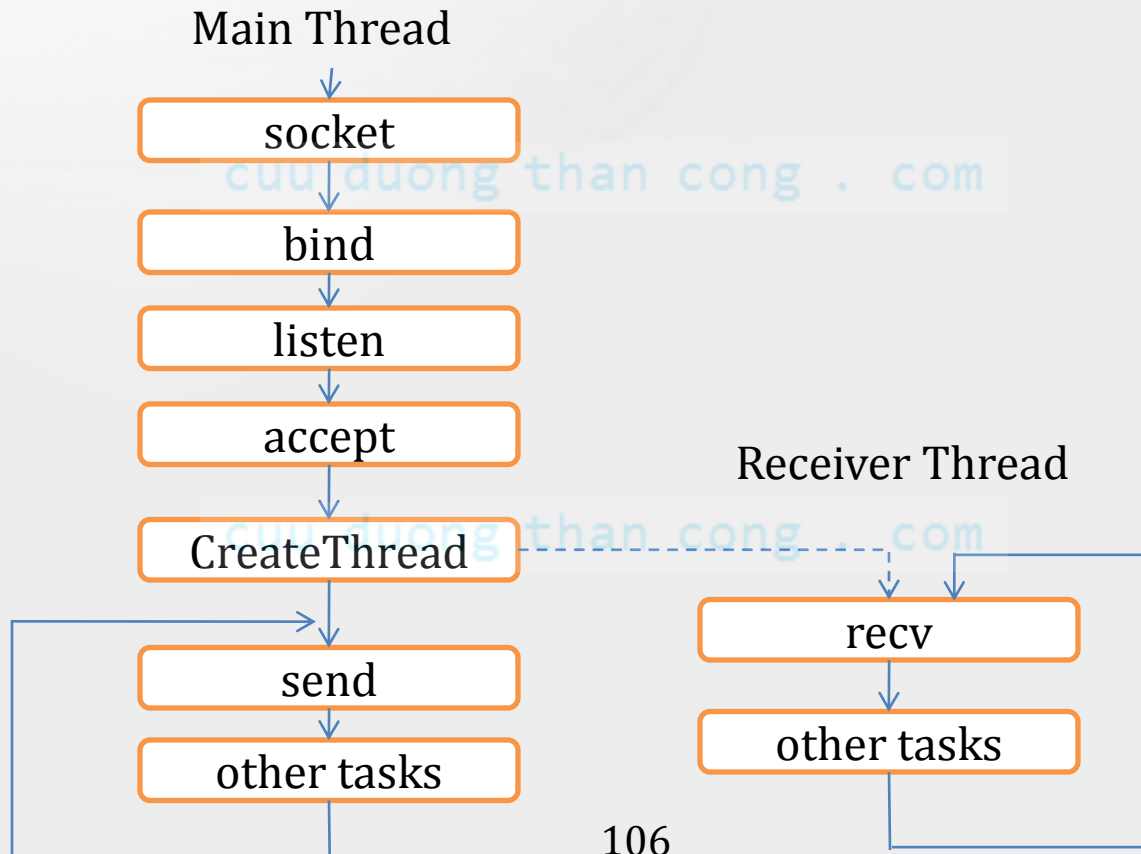 Main Thread
socket
cuu duong than cong . com
bind
listen
accept
Receiver Thread
CreateThread
cuu duong than cong . com
recv
send
other tasks
other tasks
106